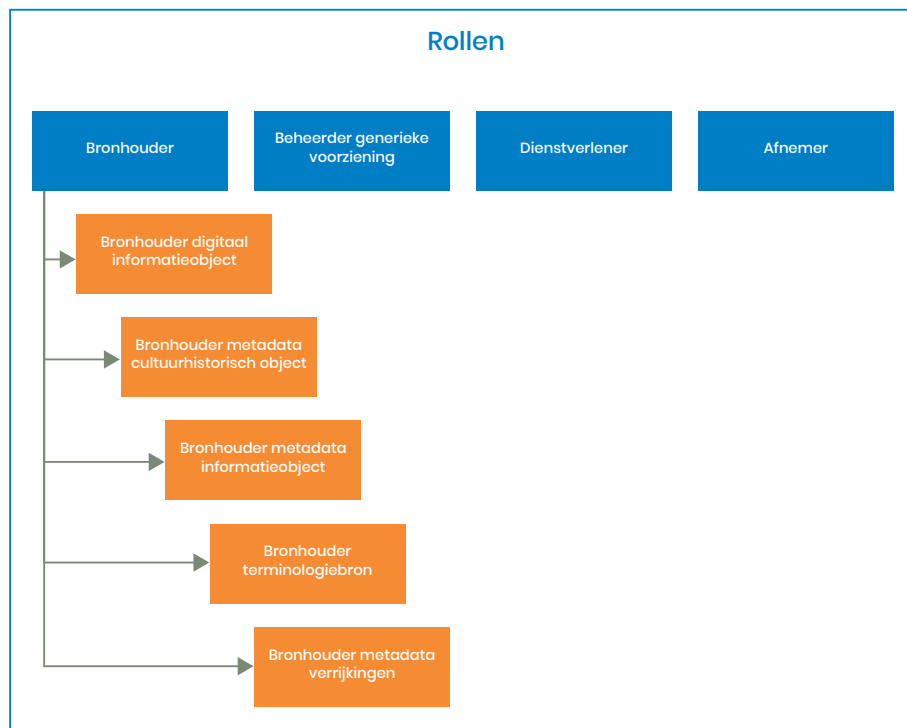 Rollen
Bronhouder
Beheerder generieke
voorziening
Dienstverlener
Afnemer
Bronhouder digitaal
informatieobject
Bronhouder metadata
cultuurhistorisch object
Bronhouder metadata
informatieobject
Bronhouder
terminologiebron
Bronhouder metadata
verrijkingen